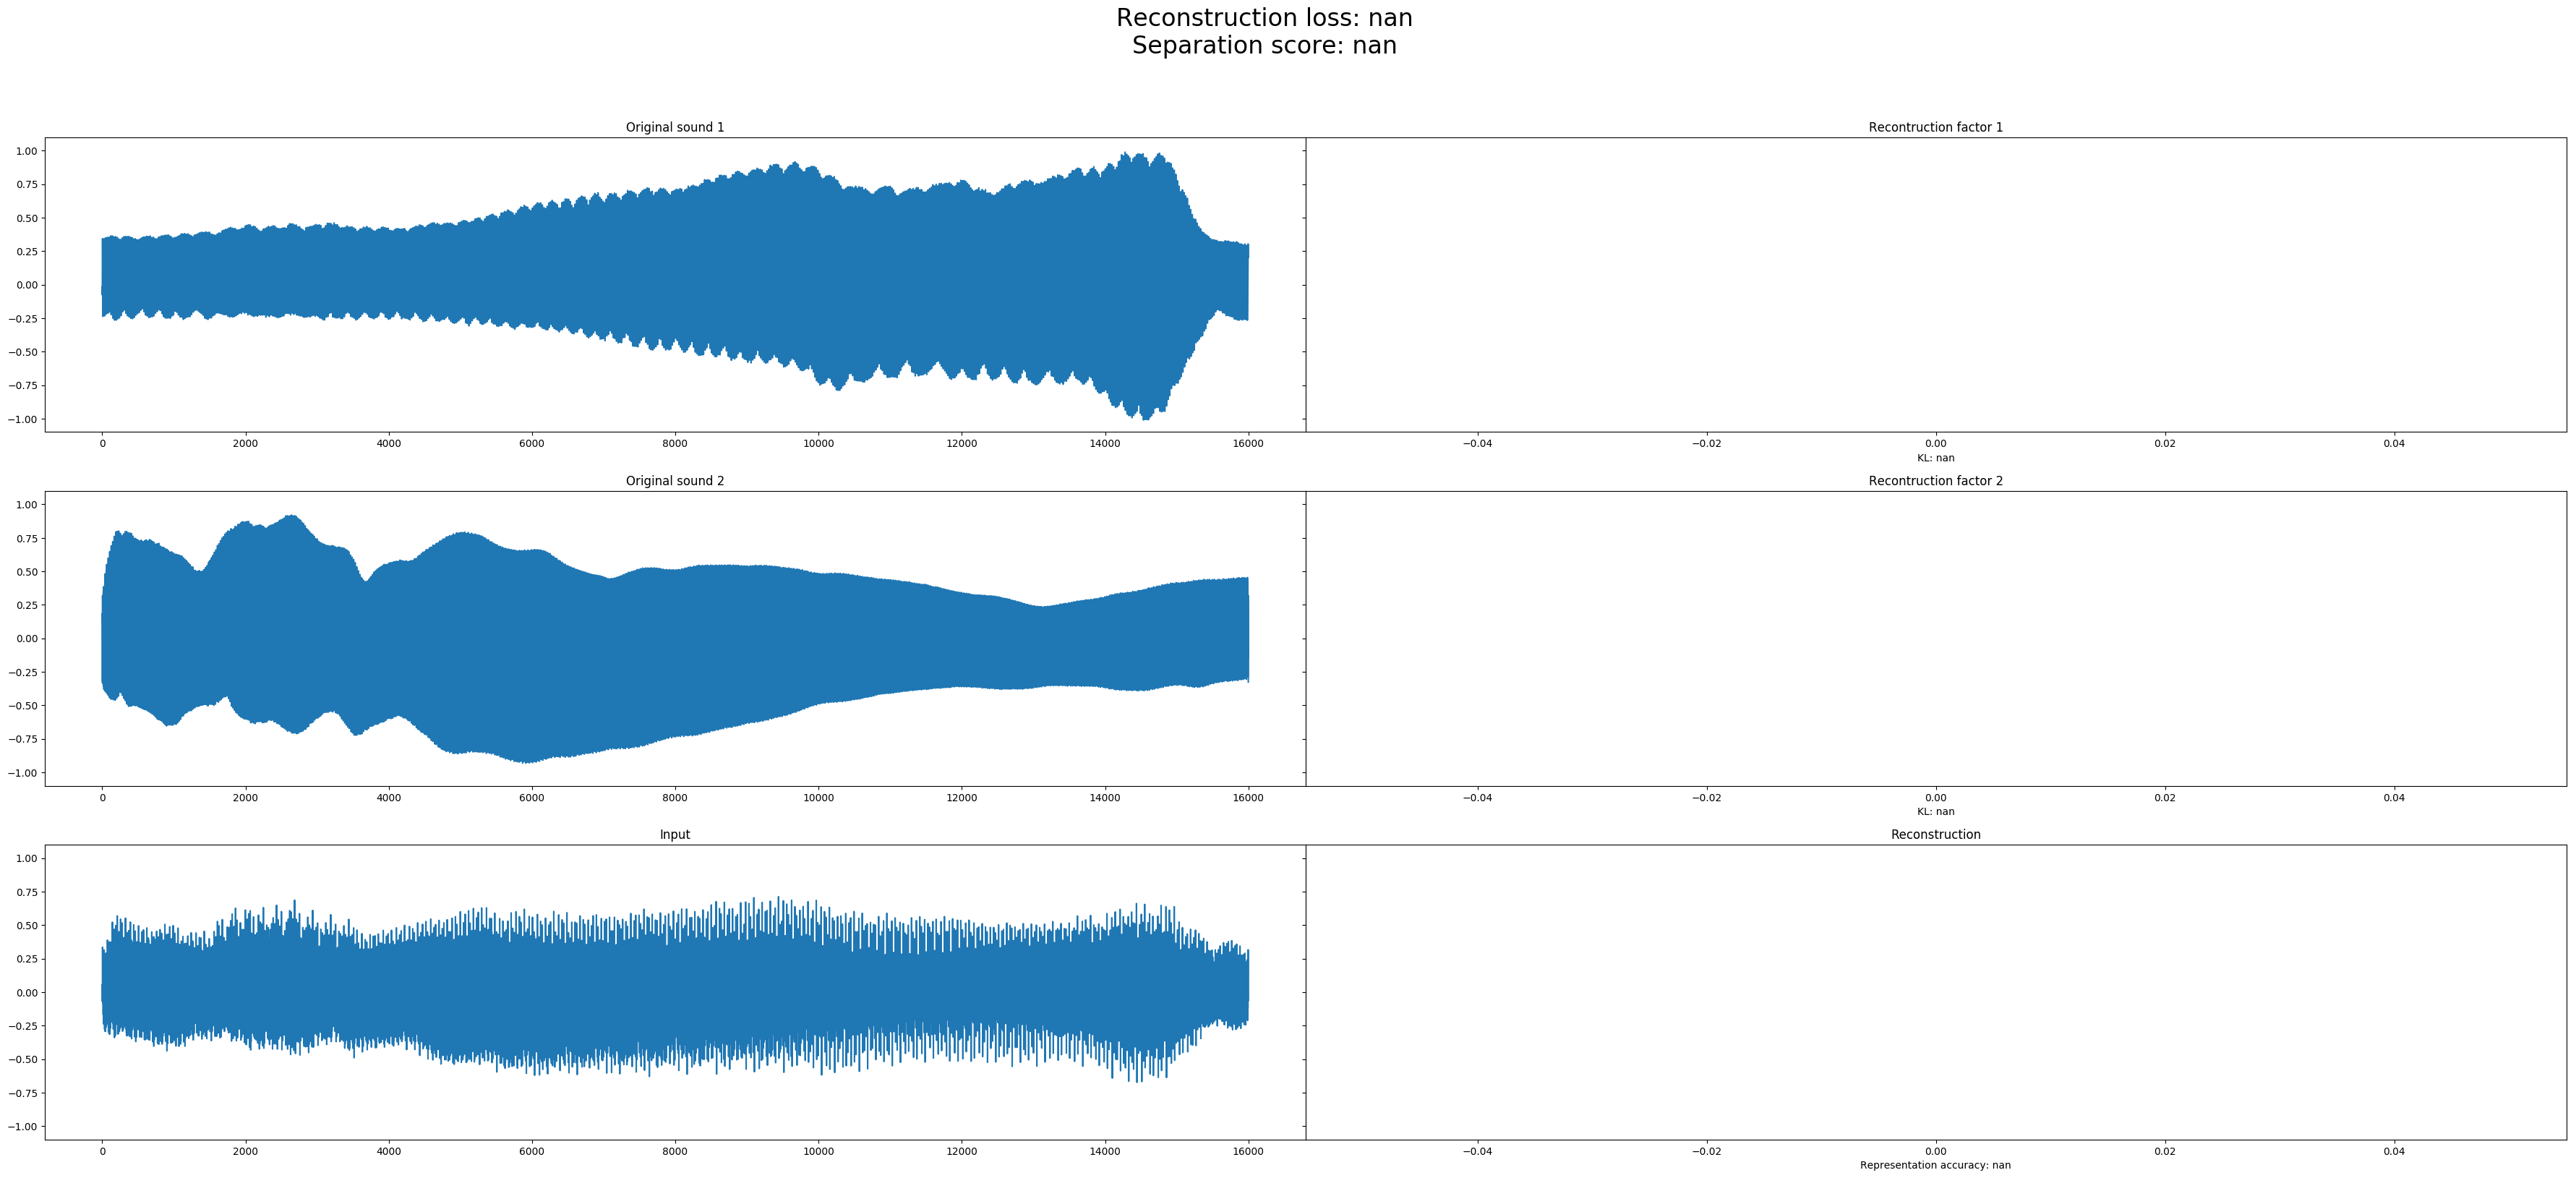 Reconstruction loss: nan
Separation score: nan
Original sound 1
Recontruction factor 1
1.00
0.75
0.50
0.25
0.00
−0.25
−0.50
−0.75
−1.00
0 2000 4000 6000 8000 10000 12000 14000 16000
−0.04 −0.02 0.00 0.02 0.04
KL: nan
Original sound 2
Recontruction factor 2
1.00
0.75
0.50
0.25
0.00
−0.25
−0.50
−0.75
−1.00
0 2000 4000 6000 8000 10000 12000 14000 16000
−0.04 −0.02 0.00 0.02 0.04
KL: nan
Input
Reconstruction
1.00
0.75
0.50
0.25
0.00
−0.25
−0.50
−0.75
−1.00
0 2000 4000 6000 8000 10000 12000 14000 16000
−0.04 −0.02 0.00 0.02 0.04
Representation accuracy: nan